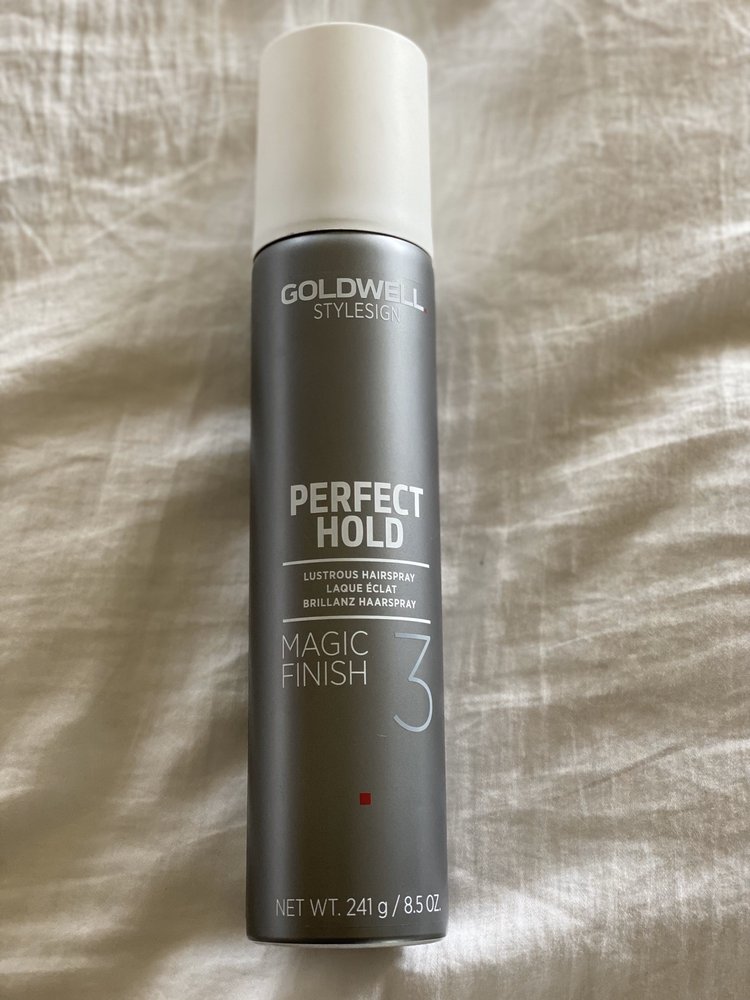 GOLDWELL
STYLESIGN
PERFECT
HOLD
LUSTROUS HAIRSPRAY
LAQUE ÉCLAT
BRILLANZ HAARSPRAY
MAGIC
FINISH
3
NET WT. 241 g / 8.5 OZ.